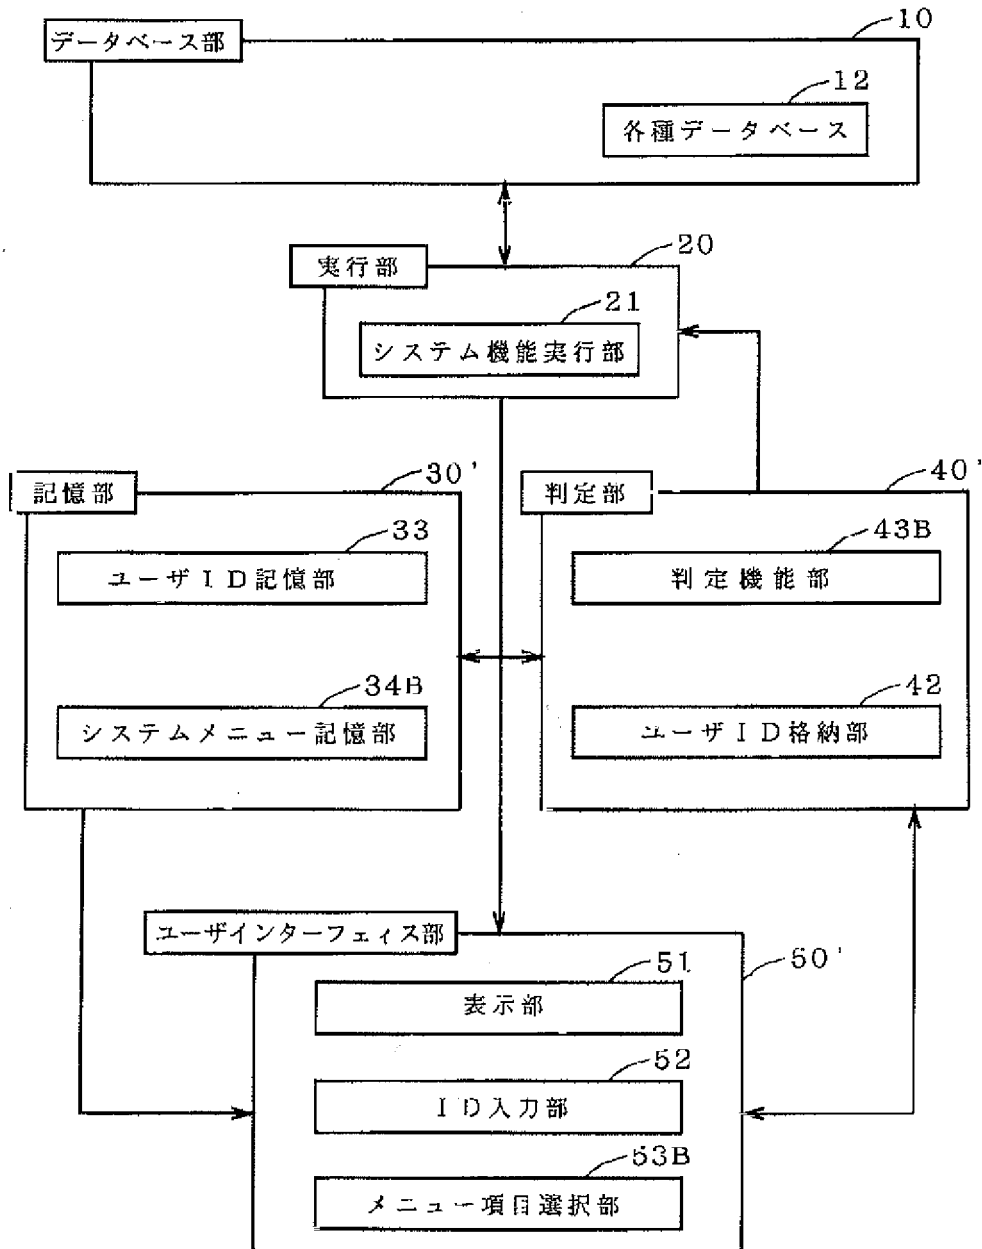 データベース部
10
12
各種データベース
実行部
20
21
システム機能実行部
記憶部
30'
33
ユーザID記憶部
34B
システムメニュー記憶部
判定部
40'
43B
判定機能部
42
ユーザID格納部
ユーザインターフェィス部
50'
51
表示部
52
ID入力部
53B
メニュー項目選択部